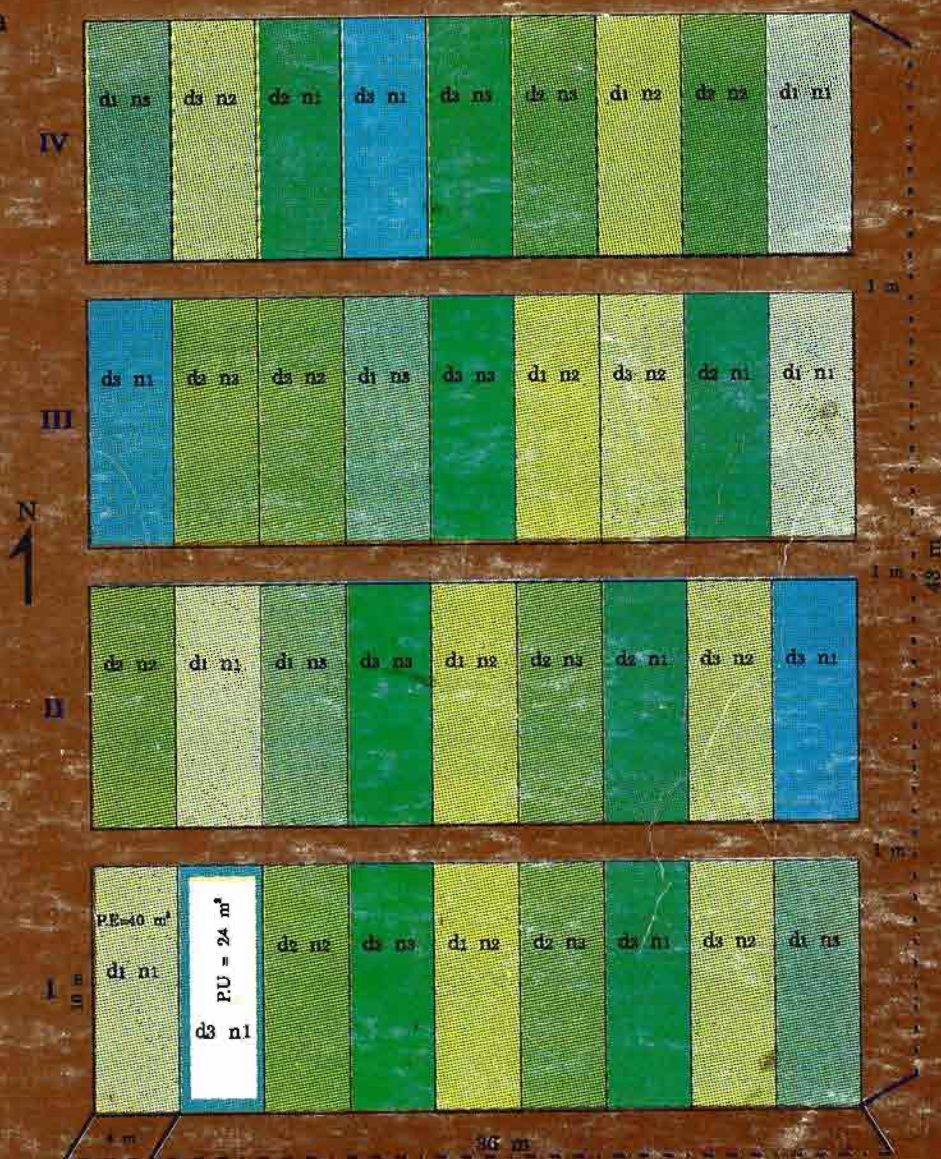 a
IV
d1 n3 d3 n2 d2 n1 d3 n1 d3 n3 d2 n3 d1 n2 d2 n2 d1 n1
1 m
III
d3 n1 d2 n3 d2 n2 d1 n3 d3 n3 d1 n2 d3 n2 d2 n1 d1 n1
N
1 m
II
d2 n2 d1 n1 d1 n3 d3 n3 d1 n2 d2 n3 d2 n1 d3 n2 d3 n1
1 m
I
10 m
P.E=40 m²
d1 n1
P.U = 24 m²
d3 n1
d2 n2 d3 n3 d1 n2 d2 n3 d2 n1 d3 n2 d1 n3
4 m
36 m